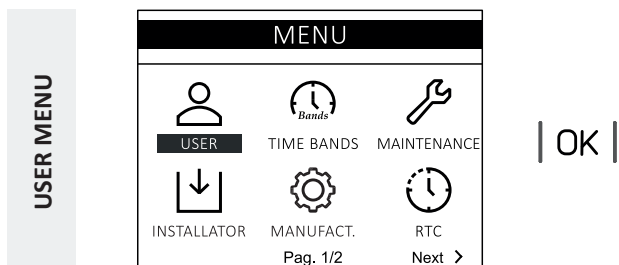 USER MENU
MENU
Bands
USER TIME BANDS MAINTENANCE
INSTALLATOR MANUFACT. RTC
Pag. 1/2 Next >
| OK |